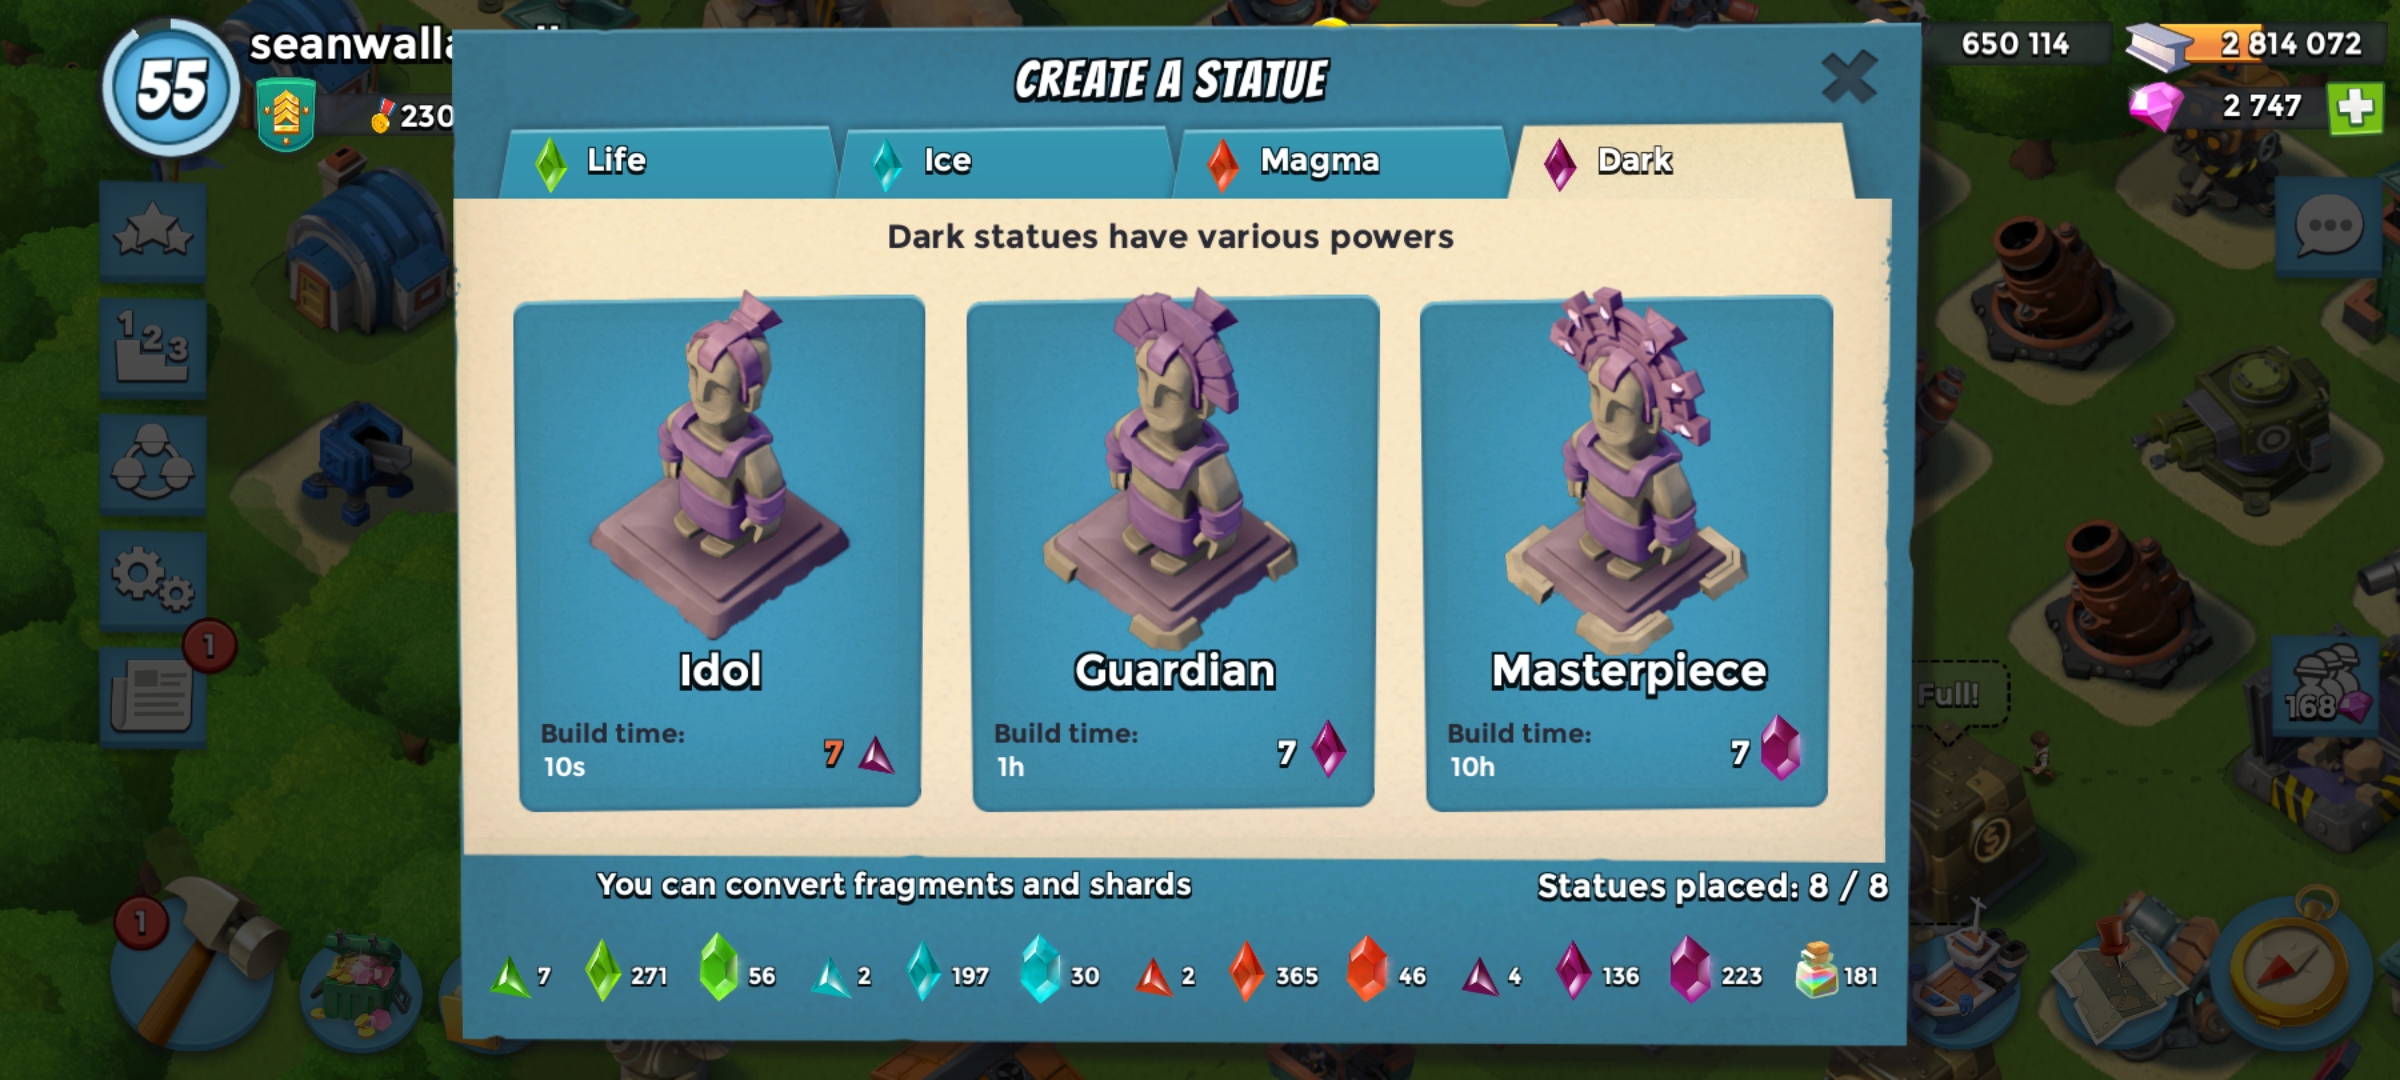 55
230
650 114
2 814 072
2 747
CREATE A STATUE
Life
Ice
Magma
Dark
Dark statues have various powers
1 2 3
1
Idol
Build time:
10s
7
Guardian
Build time:
1h
7
Masterpiece
Build time:
10h
7
Full!
168
You can convert fragments and shards
Statues placed: 8 / 8
1
7 271 56 2 197 30 2 365 46 4 136 223 181